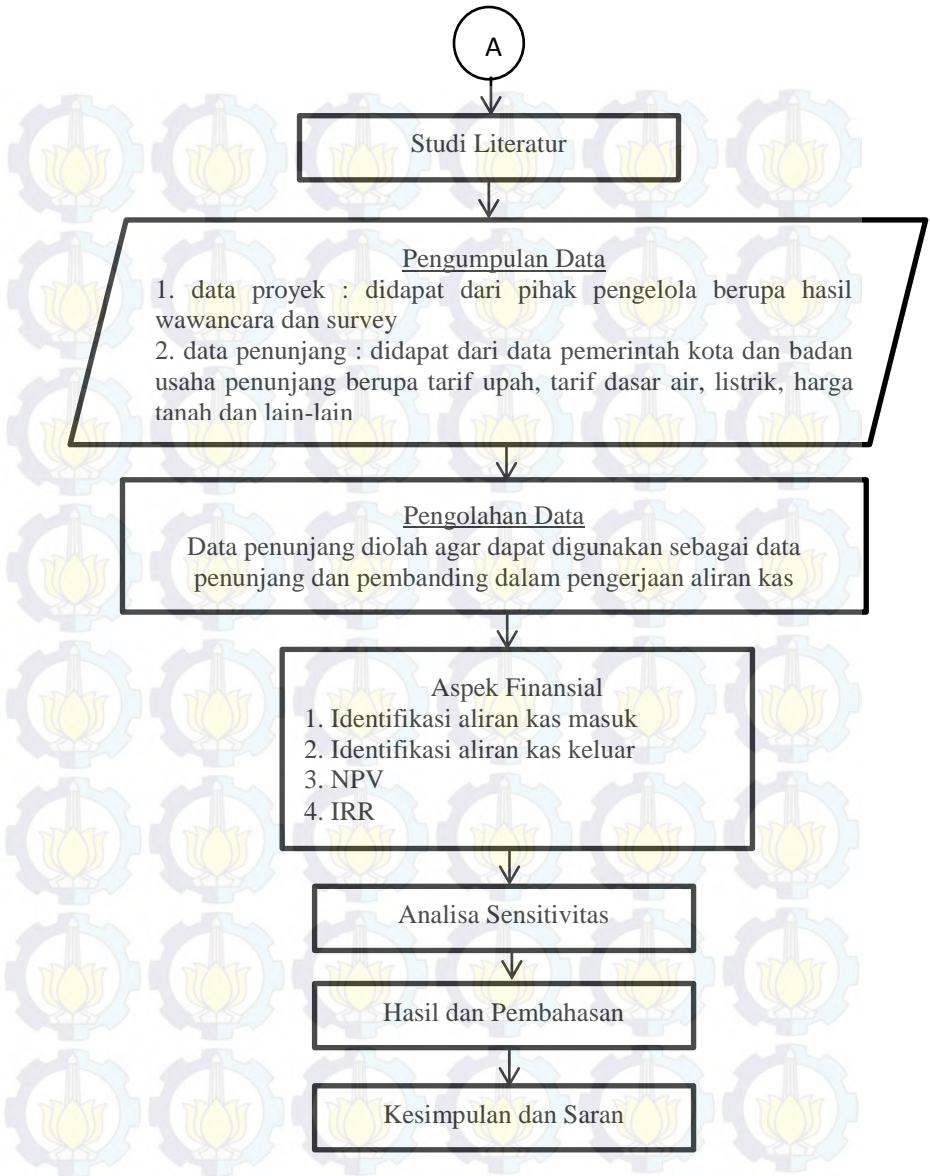 A
Studi Literatur
Pengumpulan Data
1. data proyek : didapat dari pihak pengelola berupa hasil
wawancara dan survey
2. data penunjang : didapat dari data pemerintah kota dan badan
usaha penunjang berupa tarif upah, tarif dasar air, listrik, harga
tanah dan lain-lain
Pengolahan Data
Data penunjang diolah agar dapat digunakan sebagai data
penunjang dan pembanding dalam pengerjaan aliran kas
Aspek Finansial
1. Identifikasi aliran kas masuk
2. Identifikasi aliran kas keluar
3. NPV
4. IRR
Analisa Sensitivitas
Hasil dan Pembahasan
Kesimpulan dan Saran